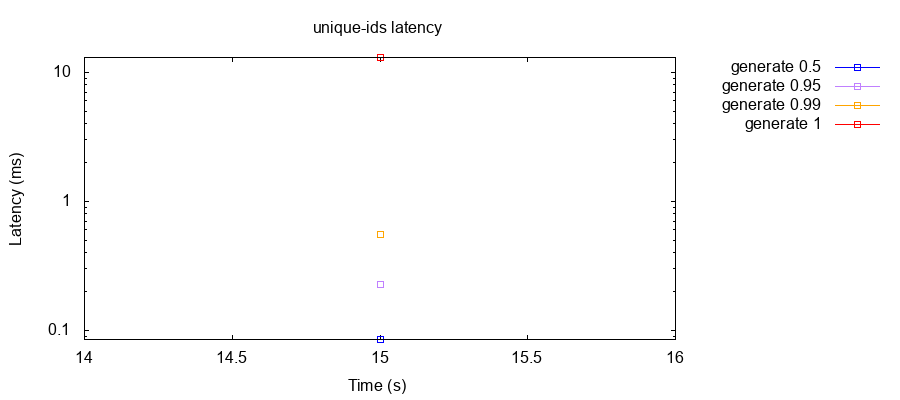 unique-ids latency
10
1
0.1
Latency (ms)
14
14.5
15
15.5
16
Time (s)
generate 0.5
generate 0.95
generate 0.99
generate 1